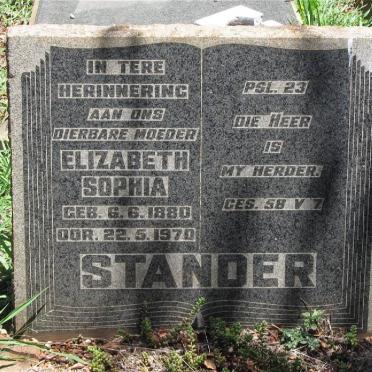 IN TERE
HERINNERING
AAN ONS
DIERBARE MOEDER
ELIZABETH
SOPHIA
GEB. 6.6.1880
OOR. 22.5.1970
PSL. 23
DIE HEER
IS
MY HERDER.
GES. 58 V 7
STANDER